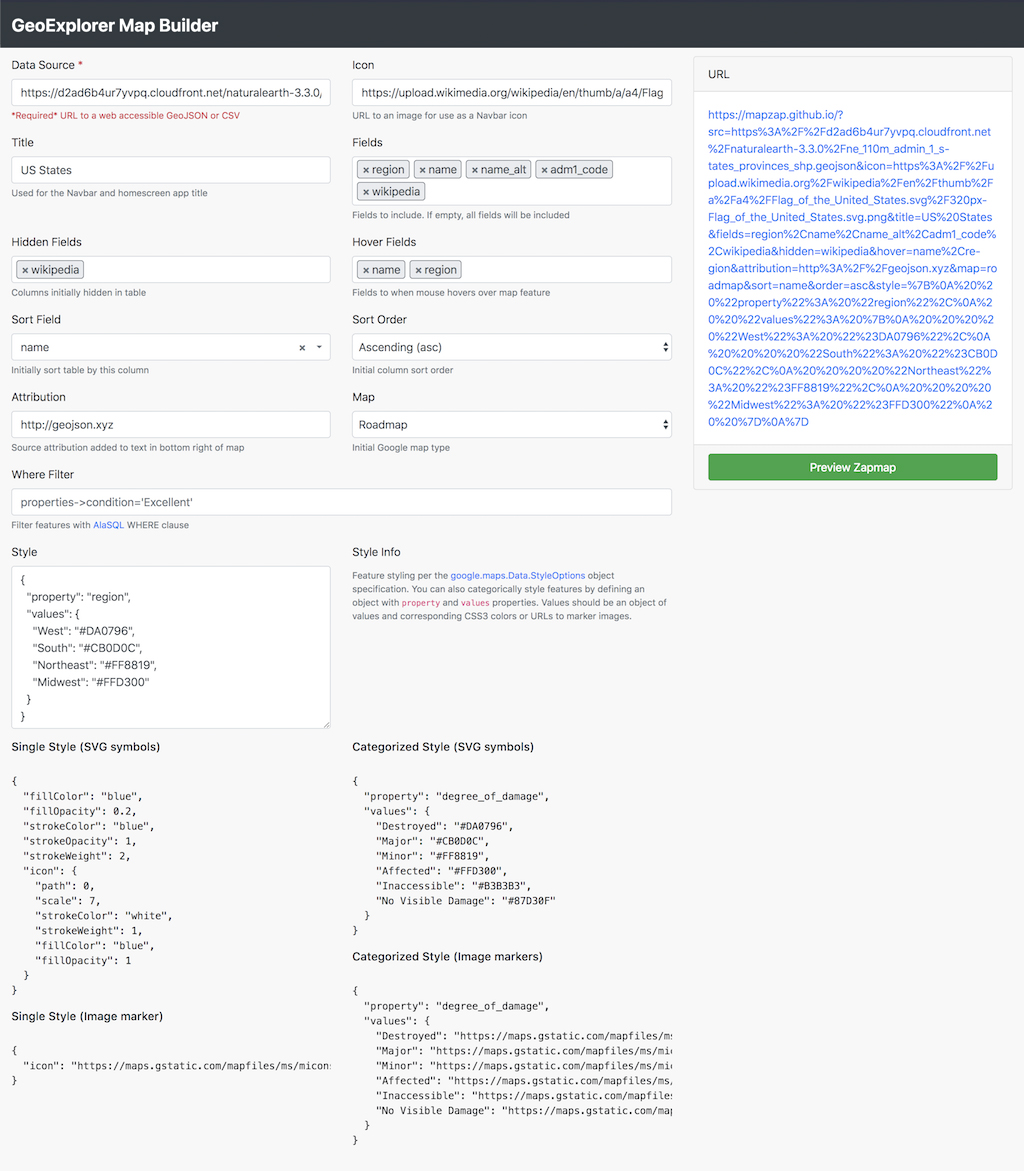 GeoExplorer Map Builder
Data Source *
https://d2ad6b4ur7yvpq.cloudfront.net/naturalearth-3.3.0,
*Required* URL to a web accessible GeoJSON or CSV
Icon
https://upload.wikimedia.org/wikipedia/en/thumb/a/a4/Flag
URL to an image for use as a Navbar icon
Title
US States
Used for the Navbar and homescreen app title
Fields
× region × name × name_alt × adm1_code
× wikipedia
Fields to include. If empty, all fields will be included
Hidden Fields
× wikipedia
Columns initially hidden in table
Hover Fields
× name × region
Fields to when mouse hovers over map feature
Sort Field
name ×
Initially sort table by this column
Sort Order
Ascending (asc)
Initial column sort order
Attribution
http://geojson.xyz
Source attribution added to text in bottom right of map
Map
Roadmap
Initial Google map type
Where Filter
properties->condition='Excellent'
Filter features with AlaSQL WHERE clause
Style
{
"property": "region",
"values": {
"West": "#DA0796",
"South": "#CB0D0C",
"Northeast": "#FF8819",
"Midwest": "#FFD300"
}
}
Style Info
Feature styling per the google.maps.Data.StyleOptions object
specification. You can also categorically style features by defining an
object with property and values properties. Values should be an object of
values and corresponding CSS3 colors or URLs to marker images.
Single Style (SVG symbols)
{
"fillColor": "blue",
"fillOpacity": 0.2,
"strokeColor": "blue",
"strokeOpacity": 1,
"strokeWeight": 2,
"icon": {
"path": 0,
"scale": 7,
"strokeColor": "white",
"strokeWeight": 1,
"fillColor": "blue",
"fillOpacity": 1
}
}
Single Style (Image marker)
{
"icon": "https://maps.gstatic.com/mapfiles/ms/micons
}
Categorized Style (SVG symbols)
{
"property": "degree_of_damage",
"values": {
"Destroyed": "#DA0796",
"Major": "#CB0D0C",
"Minor": "#FF8819",
"Affected": "#FFD300",
"Inaccessible": "#B3B3B3",
"No Visible Damage": "#87D30F"
}
}
Categorized Style (Image markers)
{
"property": "degree_of_damage",
"values": {
"Destroyed": "https://maps.gstatic.com/mapfiles/ms
"Major": "https://maps.gstatic.com/mapfiles/ms/mic
"Minor": "https://maps.gstatic.com/mapfiles/ms/mic
"Affected": "https://maps.gstatic.com/mapfiles/ms/
"Inaccessible": "https://maps.gstatic.com/mapfiles
"No Visible Damage": "https://maps.gstatic.com/map
}
}
URL
https://mapzap.github.io/?
src=https%3A%2F%2Fd2ad6b4ur7yvpq.cloudfront.net
%2Fnaturalearth-3.3.0%2Fne_110m_admin_1_s-
tates_provinces_shp.geojson&icon=https%3A%2F%2Fu
pload.wikimedia.org%2Fwikipedia%2Fen%2Fthumb%2F
a%2Fa4%2FFlag_of_the_United_States.svg%2F320px-
Flag_of_the_United_States.svg.png&title=US%20States
&fields=region%2Cname%2Cname_alt%2Cadm1_code%
2Cwikipedia&hidden=wikipedia&hover=name%2Cre-
gion&attribution=http%3A%2F%2Fgeojson.xyz&map=ro
admap&sort=name&order=asc&style=%7B%0A%20%20
%20%22property%22%3A%20%22region%22%2C%0A%2
0%20%20%22values%22%3A%20%7B%0A%20%20%20%2
0%22West%22%3A%20%22%23DA0796%22%2C%0A
%20%20%20%20%22South%22%3A%20%22%23CB0D
0C%22%2C%0A%20%20%20%20%22Northeast%22%
3A%20%22%23FF8819%22%2C%0A%20%20%20%20
%22Midwest%22%3A%20%22%23FFD300%22%0A%2
0%20%7D%0A%7D
Preview Zapmap